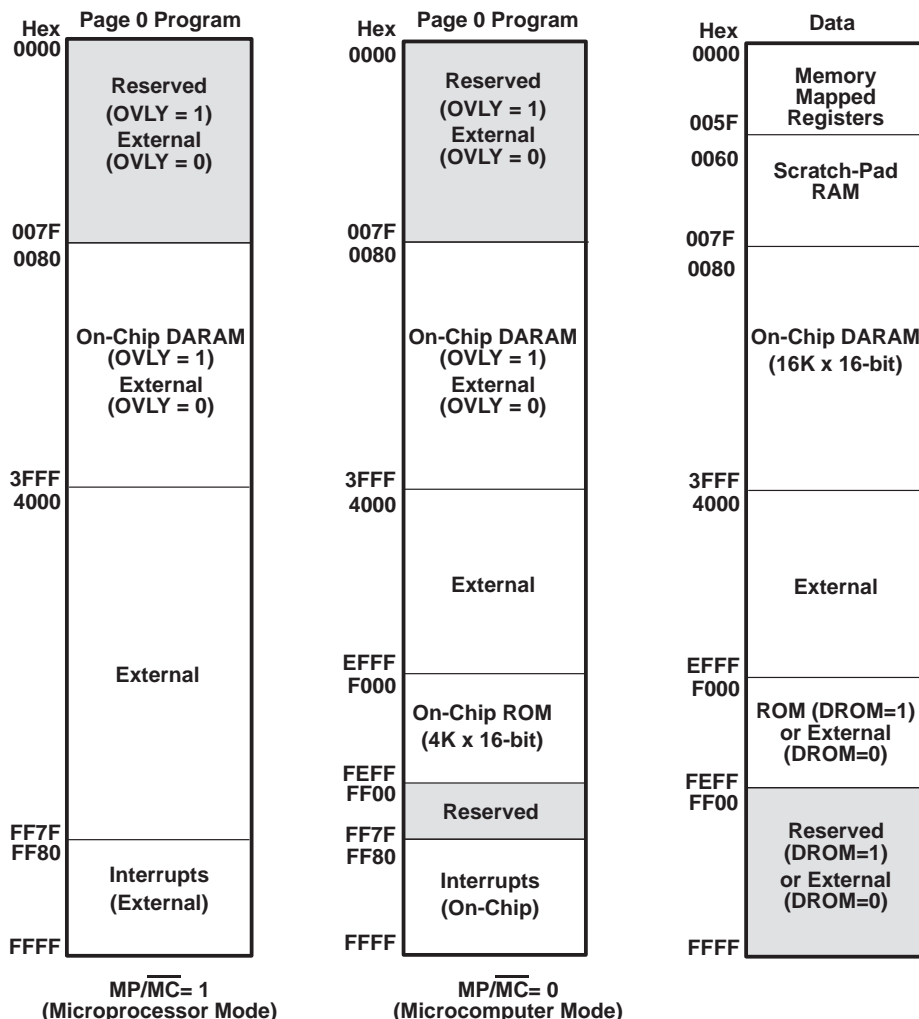 Page 0 Program
Hex
0000
Reserved
(OVLY = 1)
External
(OVLY = 0)
007F
0080
On-Chip DARAM
(OVLY = 1)
External
(OVLY = 0)
3FFF
4000
External
FF7F
FF80
Interrupts
(External)
FFFF
MP/M̅C̅= 1
(Microprocessor Mode)
Page 0 Program
Hex
0000
Reserved
(OVLY = 1)
External
(OVLY = 0)
007F
0080
On-Chip DARAM
(OVLY = 1)
External
(OVLY = 0)
3FFF
4000
External
EFFF
F000
On-Chip ROM
(4K x 16-bit)
FEFF
FF00
Reserved
FF7F
FF80
Interrupts
(On-Chip)
FFFF
MP/M̅C̅= 0
(Microcomputer Mode)
Data
Hex
0000
Memory
Mapped
Registers
005F
0060
Scratch-Pad
RAM
007F
0080
On-Chip DARAM
(16K x 16-bit)
3FFF
4000
External
EFFF
F000
ROM (DROM=1)
or External
(DROM=0)
FEFF
FF00
Reserved
(DROM=1)
or External
(DROM=0)
FFFF